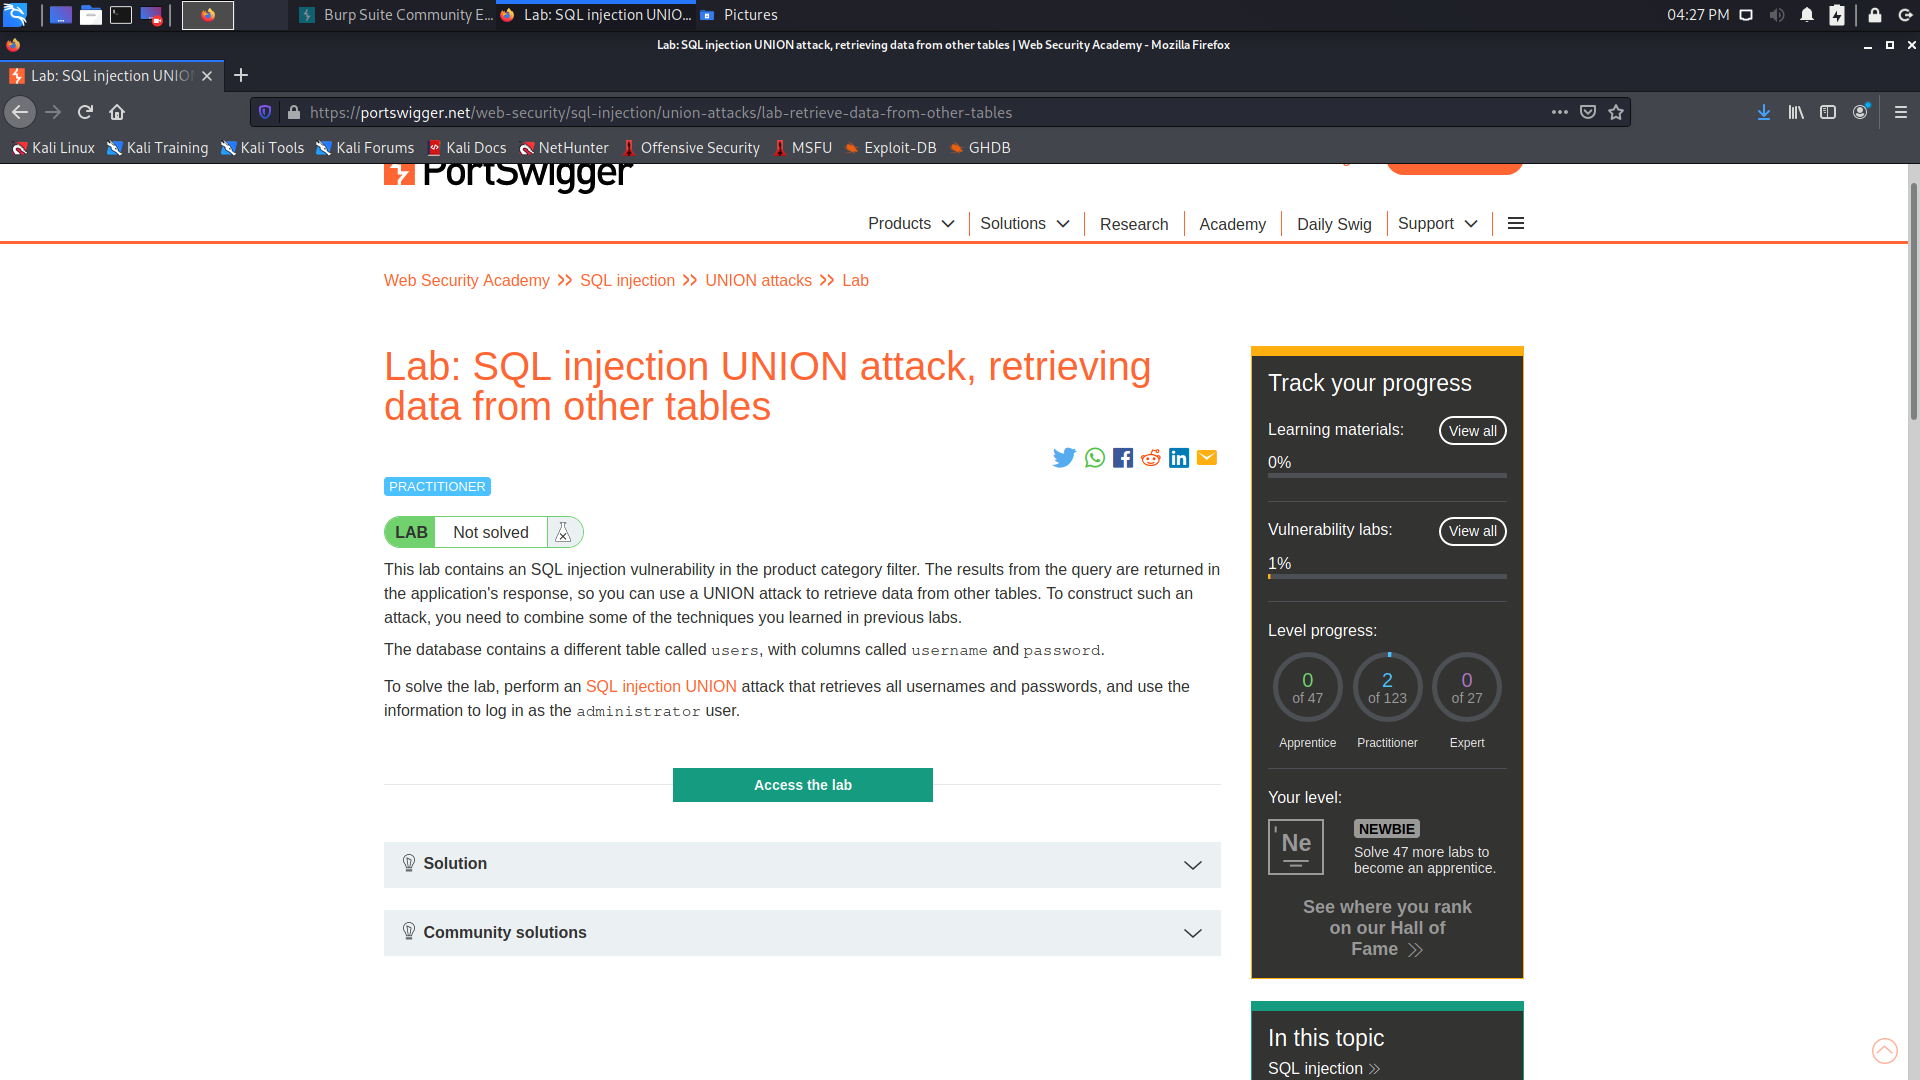 Burp Suite Community E...
Lab: SQL injection UNIO...
Pictures
04:27 PM
Lab: SQL injection UNION attack, retrieving data from other tables | Web Security Academy - Mozilla Firefox
Lab: SQL injection UNIO
https://portswigger.net/web-security/sql-injection/union-attacks/lab-retrieve-data-from-other-tables
Kali Linux Kali Training Kali Tools Kali Forums Kali Docs NetHunter Offensive Security MSFU Exploit-DB GHDB
PortSwigger
Products Solutions Research Academy Daily Swig Support
Web Security Academy >> SQL injection >> UNION attacks >> Lab
Lab: SQL injection UNION attack, retrieving
data from other tables
PRACTITIONER
LAB Not solved
This lab contains an SQL injection vulnerability in the product category filter. The results from the query are returned in
the application's response, so you can use a UNION attack to retrieve data from other tables. To construct such an
attack, you need to combine some of the techniques you learned in previous labs.
The database contains a different table called users, with columns called username and password.
To solve the lab, perform an SQL injection UNION attack that retrieves all usernames and passwords, and use the
information to log in as the administrator user.
Access the lab
Solution
Community solutions
Track your progress
Learning materials: View all
0%
Vulnerability labs: View all
1%
Level progress:
0 2 0
of 47 of 123 of 27
Apprentice Practitioner Expert
Your level:
Ne
NEWBIE
Solve 47 more labs to
become an apprentice.
See where you rank
on our Hall of
Fame >>
In this topic
SQL injection >>